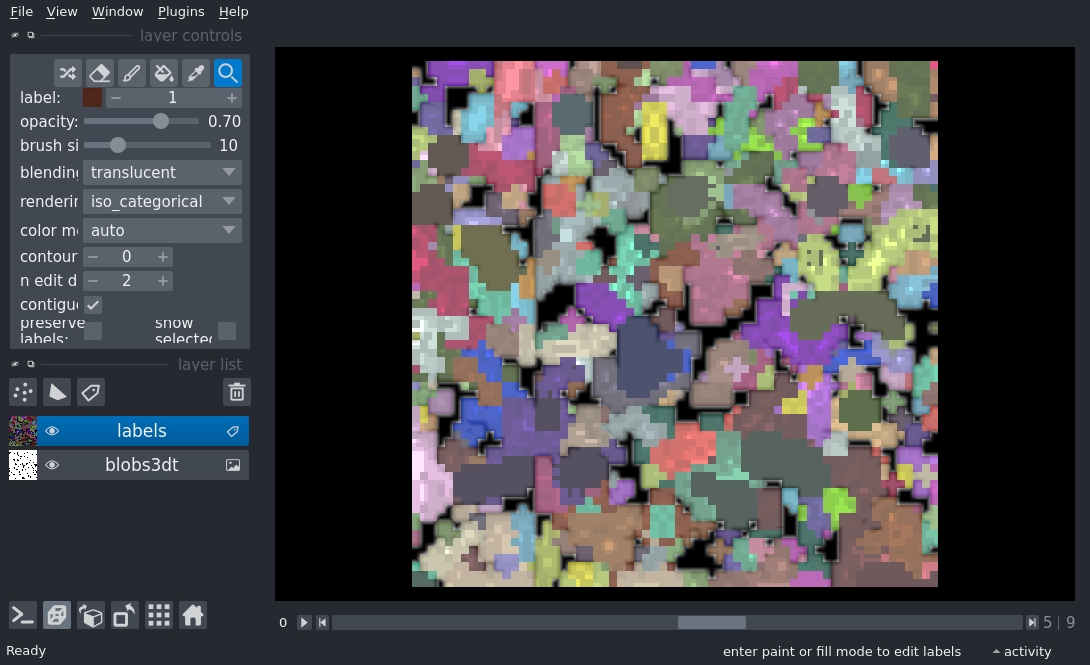 File View Window Plugins Help
layer controls
label: 1
opacity: 0.70
brush si 10
blending translucent
renderin iso_categorical
color m auto
contour 0
n edit d 2
contigu
preserve labels: show selected
layer list
labels
blobs3dt
0 5 | 9
Ready enter paint or fill mode to edit labels activity